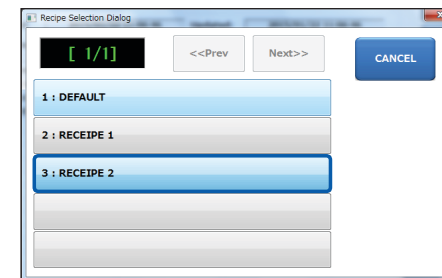 Recipe Selection Dialog
[ 1/1]
<<Prev
Next>>
CANCEL
1 : DEFAULT
2 : RECEIPE 1
3 : RECEIPE 2